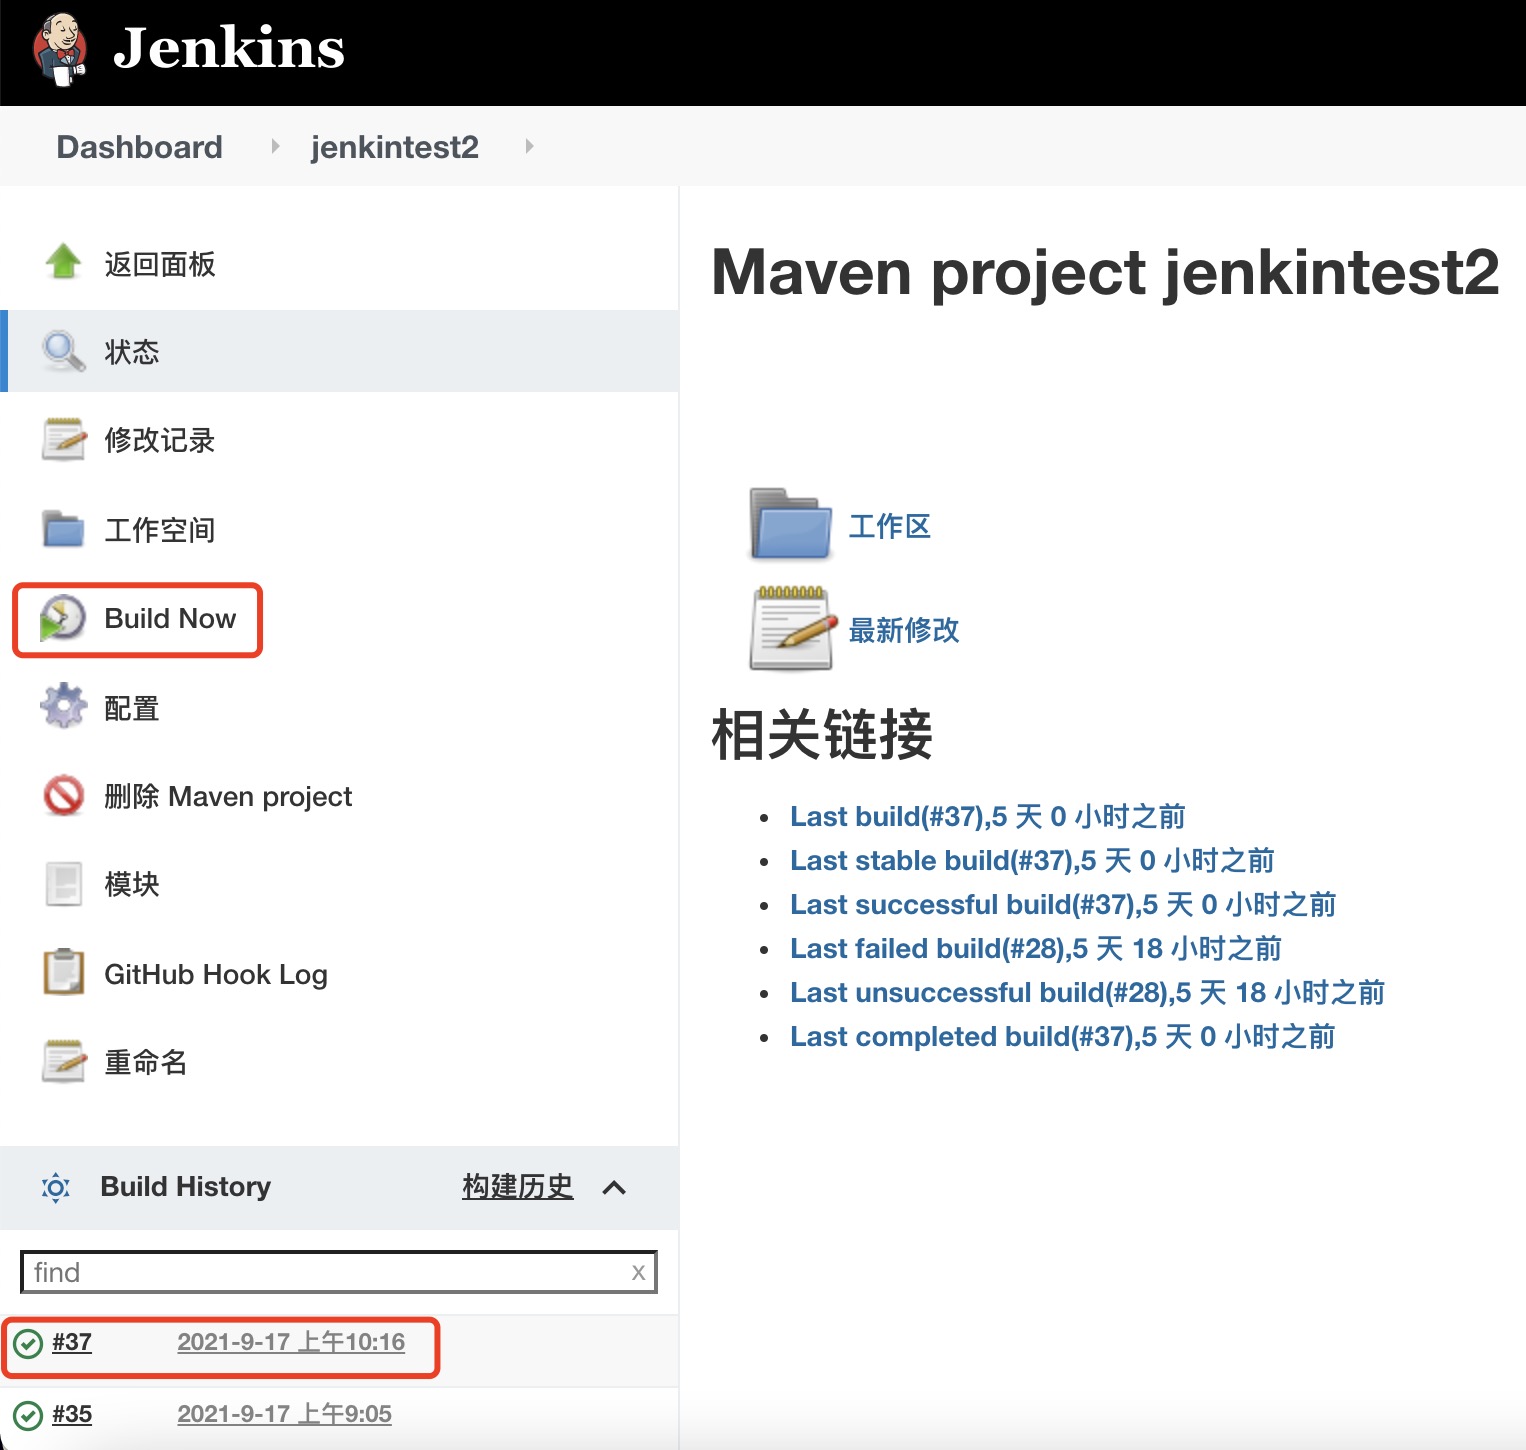 Jenkins
Dashboard jenkintest2
返回面板
状态
修改记录
工作空间
Build Now
配置
删除 Maven project
模块
GitHub Hook Log
重命名
Build History 构建历史
find x
#37 2021-9-17 上午10:16
#35 2021-9-17 上午9:05
Maven project jenkintest2
工作区
最新修改
相关链接
Last build(#37),5 天 0 小时之前
Last stable build(#37),5 天 0 小时之前
Last successful build(#37),5 天 0 小时之前
Last failed build(#28),5 天 18 小时之前
Last unsuccessful build(#28),5 天 18 小时之前
Last completed build(#37),5 天 0 小时之前